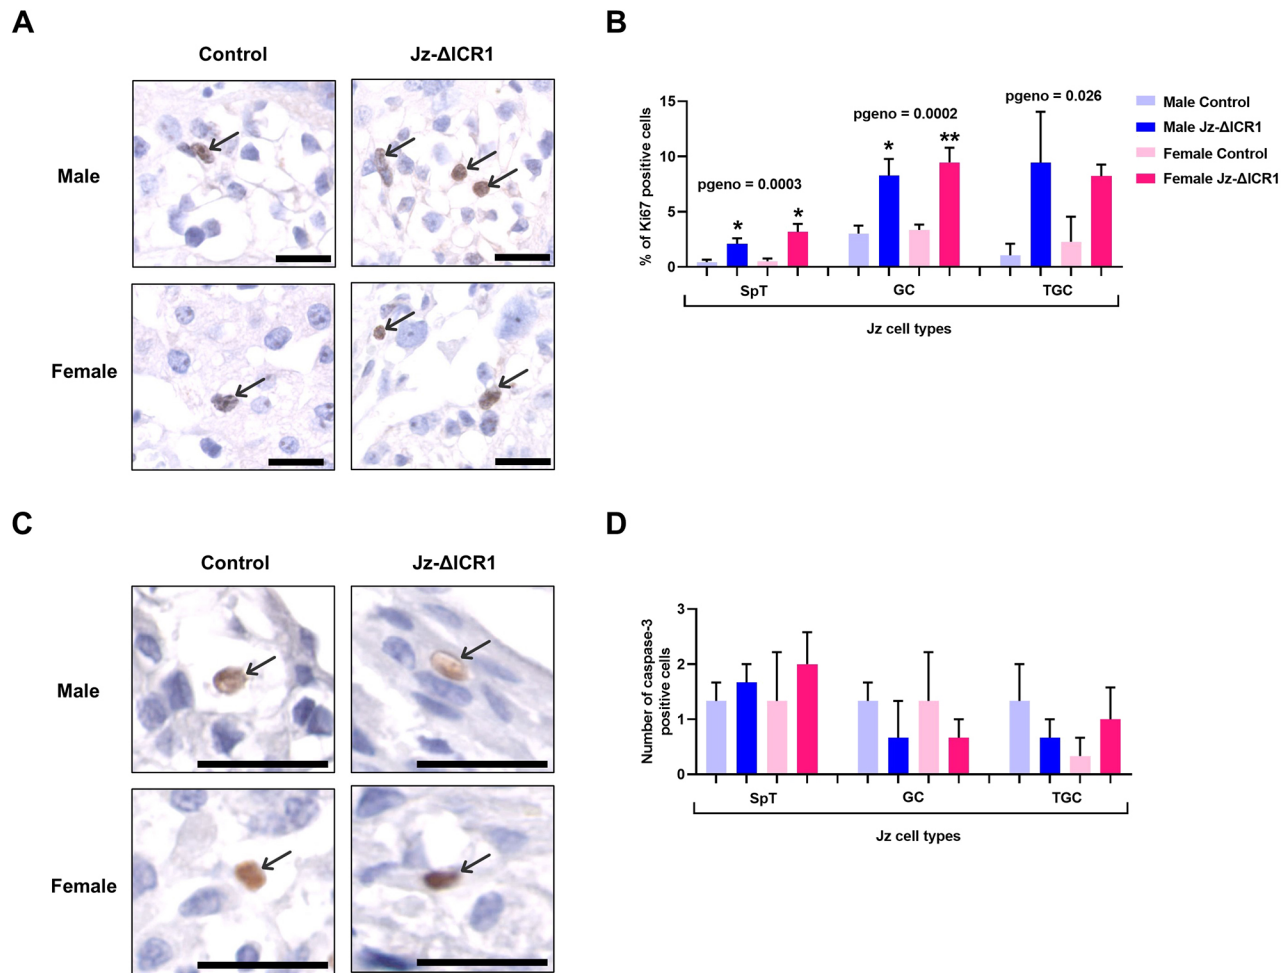 A
Control
Jz-ΔICR1
Male
Female
B
% of Ki67 positive cells
15
10
5
0
pgeno = 0.0003
pgeno = 0.0002
pgeno = 0.026
*
*
*
**
SpT
GC
TGC
Jz cell types
Male Control
Male Jz-ΔICR1
Female Control
Female Jz-ΔICR1
C
Control
Jz-ΔICR1
Male
Female
D
Number of caspase-3
positive cells
3
2
1
0
SpT
GC
TGC
Jz cell types